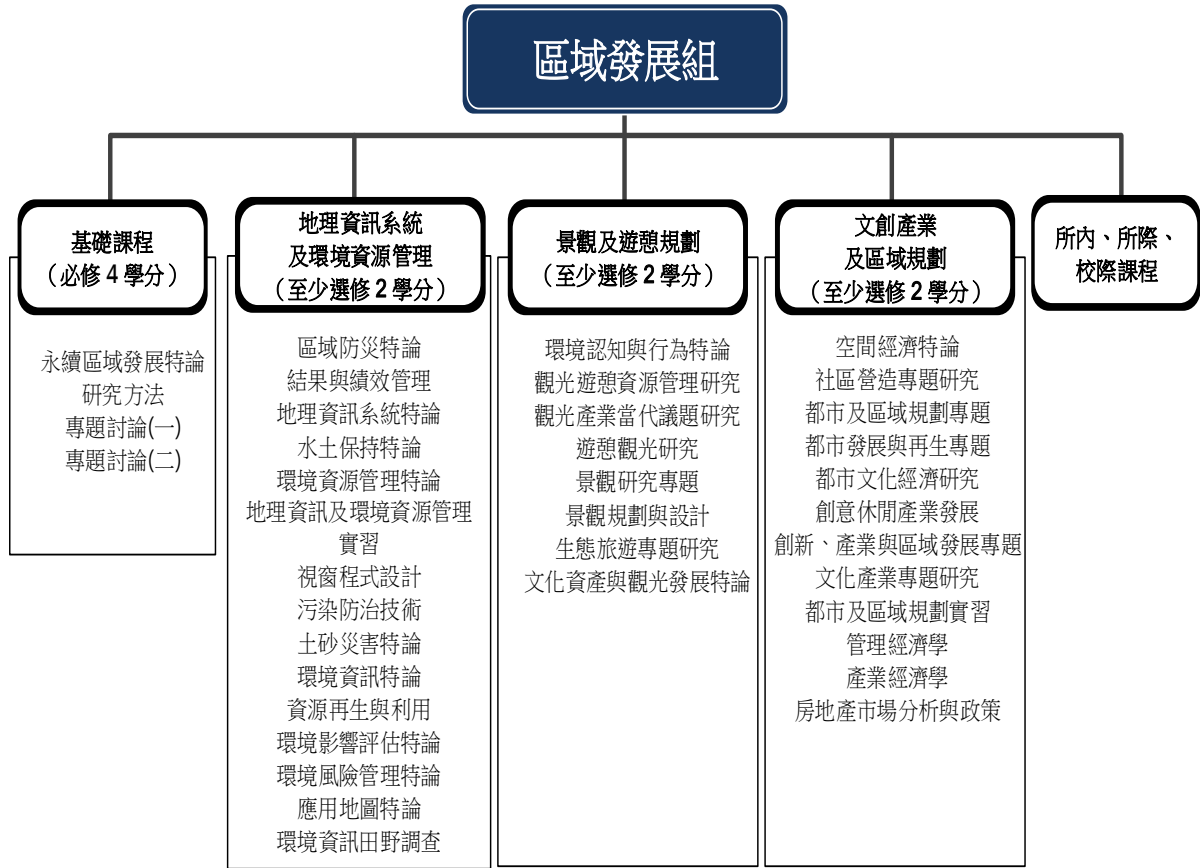 區域發展組
基礎課程
（必修 4 學分）
永續區域發展特論
研究方法
專題討論(一)
專題討論(二)
地理資訊系統
及環境資源管理
（至少選修 2 學分）
區域防災特論
結果與績效管理
地理資訊系統特論
水土保持特論
環境資源管理特論
地理資訊及環境資源管理
實習
視窗程式設計
污染防治技術
土砂災害特論
環境資訊特論
資源再生與利用
環境影響評估特論
環境風險管理特論
應用地圖特論
環境資訊田野調查
景觀及遊憩規劃
（至少選修 2 學分）
環境認知與行為特論
觀光遊憩資源管理研究
觀光產業當代議題研究
遊憩觀光研究
景觀研究專題
景觀規劃與設計
生態旅遊專題研究
文化資產與觀光發展特論
文創產業
及區域規劃
（至少選修 2 學分）
空間經濟特論
社區營造專題研究
都市及區域規劃專題
都市發展與再生專題
都市文化經濟研究
創意休閒產業發展
創新、產業與區域發展專題
文化產業專題研究
都市及區域規劃實習
管理經濟學
產業經濟學
房地產市場分析與政策
所內、所際、
校際課程